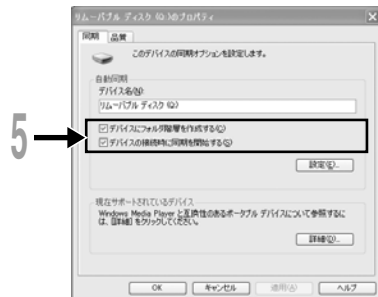 リムーバブル ディスク (Q:)のプロパティ
同期 品質
このデバイスの同期オプションを設定します。
自動同期
デバイス名(N):
リムーバブル ディスク (Q)
デバイスにフォルダ階層を作成する(C)
5
デバイスの接続時に同期を開始する(S)
設定(E)...
現在サポートされているデバイス
Windows Media Player と互換性のあるポータブル デバイスについて参照するに
は、[詳細] をクリックしてください。
詳細(D)...
OK キャンセル 適用(A) ヘルプ